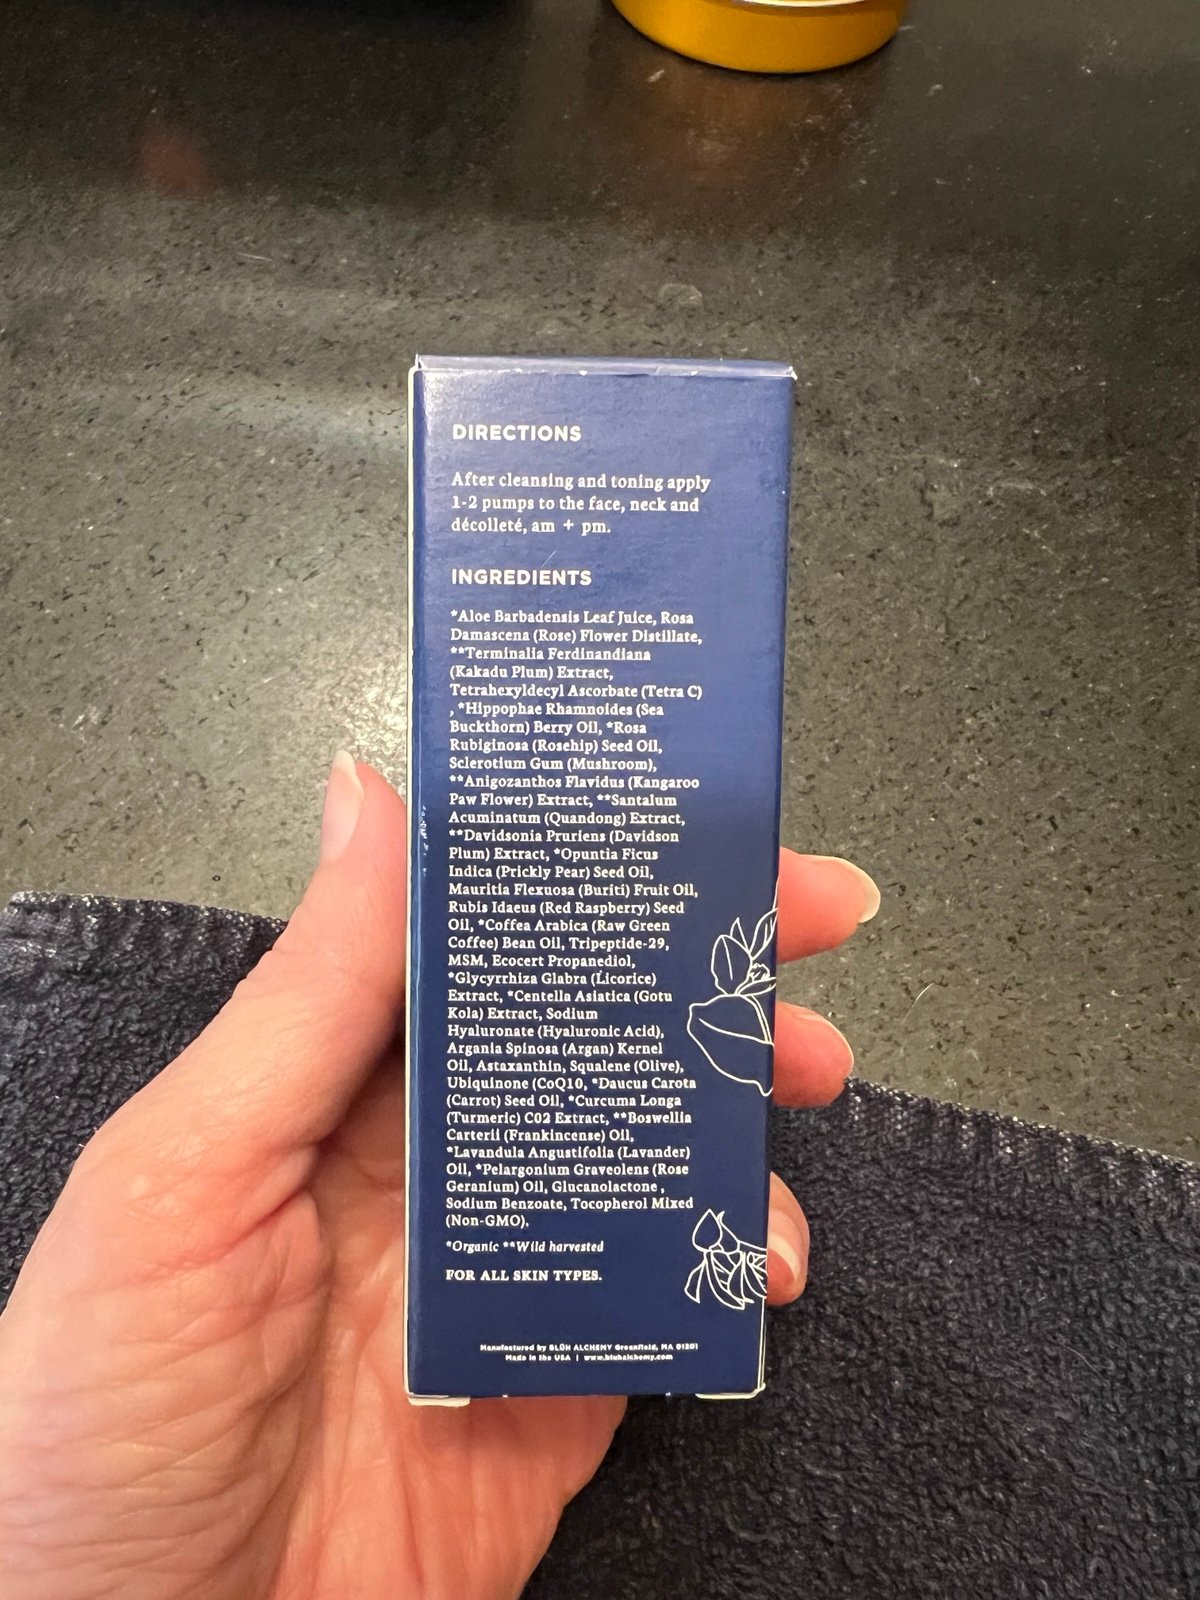 DIRECTIONS
After cleansing and toning apply
1-2 pumps to the face, neck and
décolleté, am + pm.
INGREDIENTS
*Aloe Barbadensis Leaf Juice, Rosa
Damascena (Rose) Flower Distillate,
**Terminalia Ferdinandiana
(Kakadu Plum) Extract,
Tetrahexyldecyl Ascorbate (Tetra C)
, *Hippophae Rhamnoides (Sea
Buckthorn) Berry Oil, *Rosa
Rubiginosa (Rosehip) Seed Oil,
Sclerotium Gum (Mushroom),
**Anigozanthos Flavidus (Kangaroo
Paw Flower) Extract, **Santalum
Acuminatum (Quandong) Extract,
**Davidsonia Pruriens (Davidson
Plum) Extract, *Opuntia Ficus
Indica (Prickly Pear) Seed Oil,
Mauritia Flexuosa (Buriti) Fruit Oil,
Rubis Idaeus (Red Raspberry) Seed
Oil, *Coffea Arabica (Raw Green
Coffee) Bean Oil, Tripeptide-29,
MSM, Ecocert Propanediol,
*Glycyrrhiza Glabra (Licorice)
Extract, *Centella Asiatica (Gotu
Kola) Extract, Sodium
Hyaluronate (Hyaluronic Acid),
Argania Spinosa (Argan) Kernel
Oil, Astaxanthin, Squalene (Olive),
Ubiquinone (CoQ10, *Daucus Carota
(Carrot) Seed Oil, *Curcuma Longa
(Turmeric) C02 Extract, **Boswellia
Carterii (Frankincense) Oil,
*Lavandula Angustifolia (Lavander)
Oil, *Pelargonium Graveolens (Rose
Geranium) Oil, Glucanolactone ,
Sodium Benzoate, Tocopherol Mixed
(Non-GMO).
*Organic **Wild harvested
FOR ALL SKIN TYPES.
Manufactured by BLÜH ALCHEMY Greenfield, MA 01301
Made in the USA | www.bluhalchemy.com